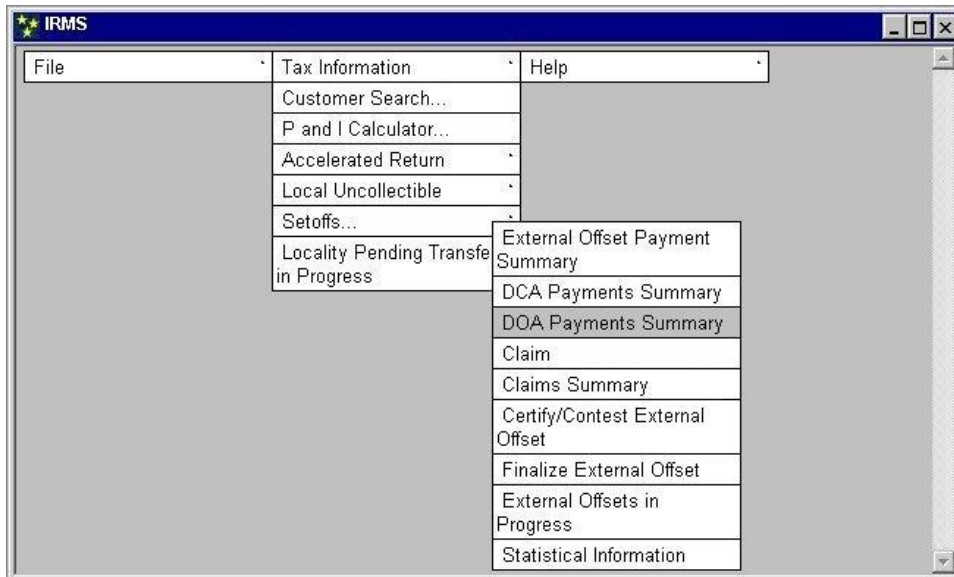 IRMS
File
Tax Information
Help
Customer Search...
P and I Calculator...
Accelerated Return
Local Uncollectible
Setoffs...
Locality Pending Transfe
in Progress
External Offset Payment
Summary
DCA Payments Summary
DOA Payments Summary
Claim
Claims Summary
Certify/Contest External
Offset
Finalize External Offset
External Offsets in
Progress
Statistical Information